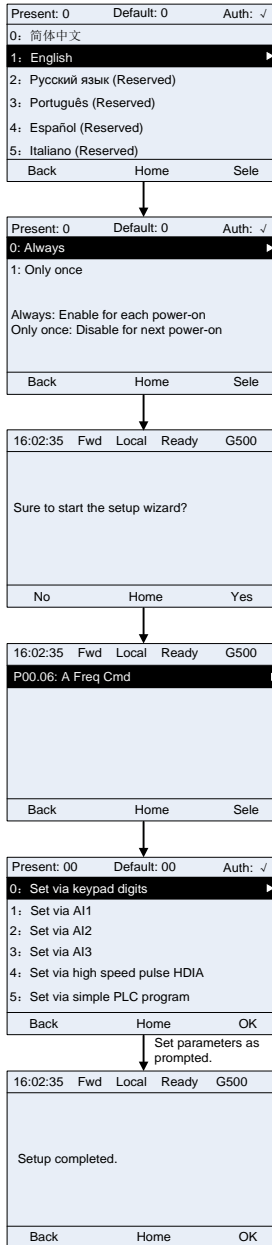 Present: 0 Default: 0 Auth: √
0：简体中文
1：English
2：Русский язык (Reserved)
3：Português (Reserved)
4：Español (Reserved)
5：Italiano (Reserved)
Back Home Sele
Present: 0 Default: 0 Auth: √
0: Always
1: Only once
Always: Enable for each power-on
Only once: Disable for next power-on
Back Home Sele
16:02:35 Fwd Local Ready G500
Sure to start the setup wizard?
No Home Yes
16:02:35 Fwd Local Ready G500
P00.06: A Freq Cmd
Back Home Sele
Present: 00 Default: 00 Auth: √
0：Set via keypad digits
1：Set via AI1
2：Set via AI2
3：Set via AI3
4：Set via high speed pulse HDIA
5：Set via simple PLC program
Back Home OK
Set parameters as
prompted.
16:02:35 Fwd Local Ready G500
Setup completed.
Back Home OK